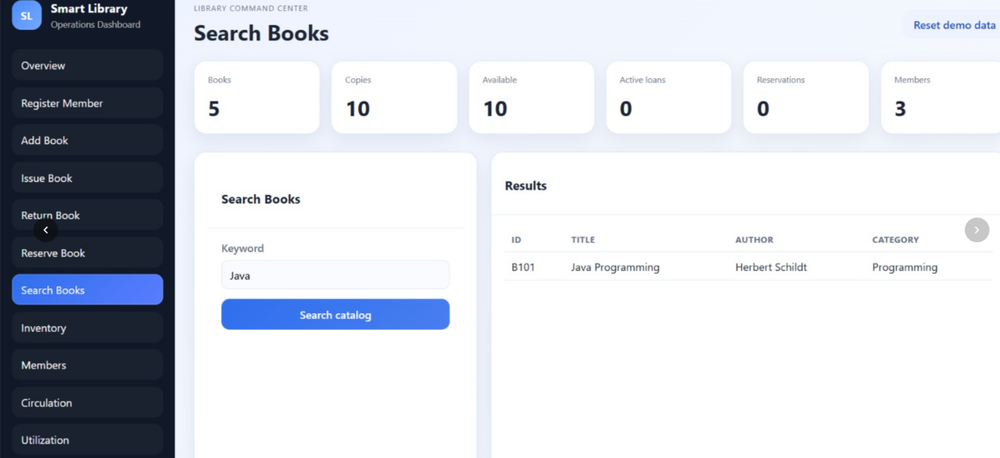 SL
Smart Library
Operations Dashboard
Overview
Register Member
Add Book
Issue Book
Return Book
Reserve Book
Search Books
Inventory
Members
Circulation
Utilization
LIBRARY COMMAND CENTER
Search Books
Reset demo data
Books
5
Copies
10
Available
10
Active loans
0
Reservations
0
Members
3
Search Books
Keyword
Java
Search catalog
Results
ID TITLE AUTHOR CATEGORY
B101 Java Programming Herbert Schildt Programming